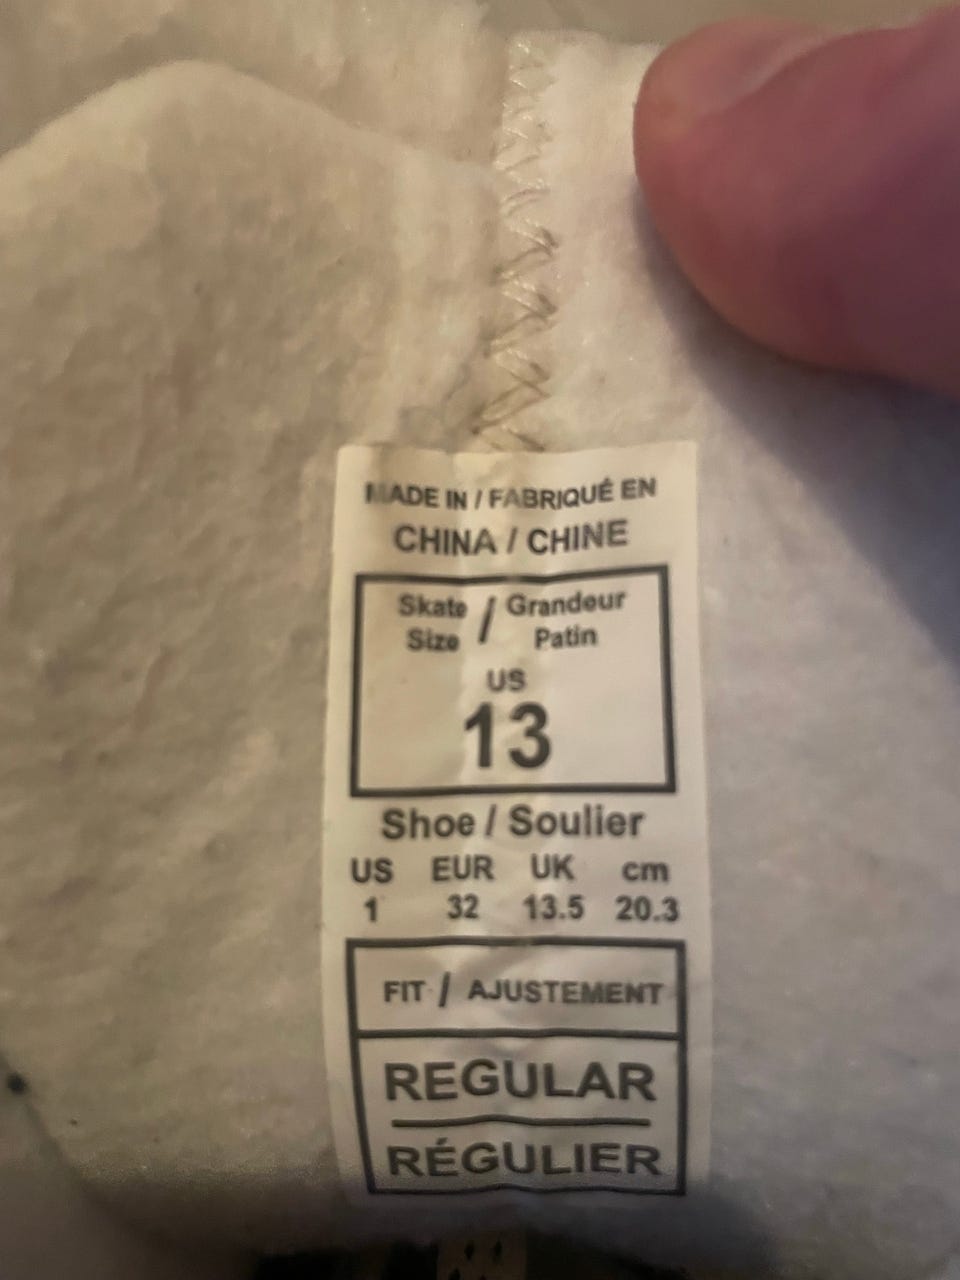 MADE IN / FABRIQUÉ EN
CHINA / CHINE
Skate / Grandeur
Size / Patin
US
13
Shoe / Soulier
US EUR UK cm
1 32 13.5 20.3
FIT / AJUSTEMENT
REGULAR
RÉGULIER